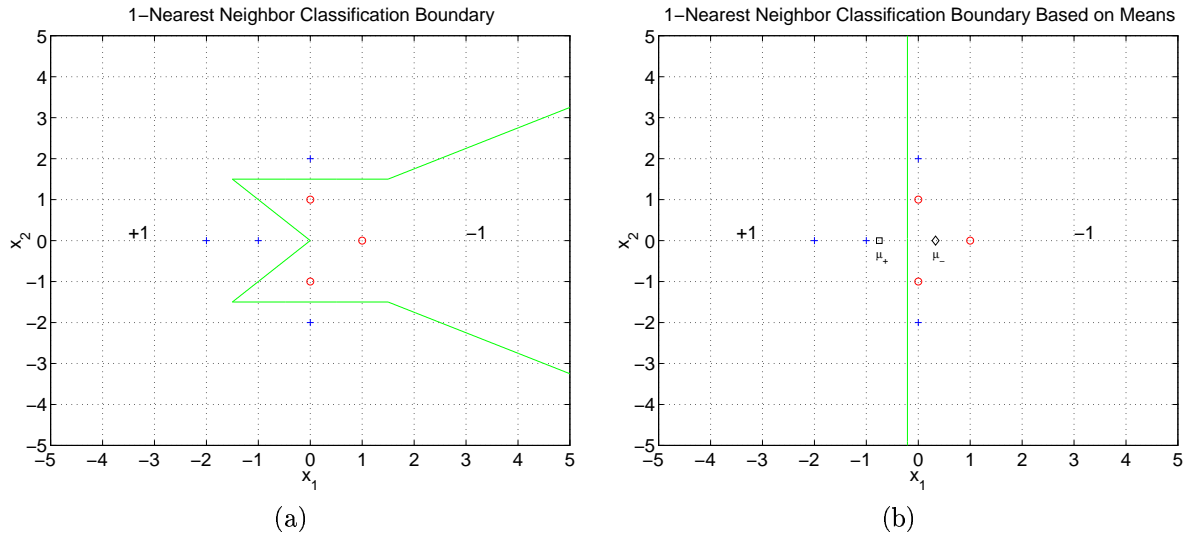 1−Nearest Neighbor Classification Boundary
5
4
3
2
1
0
−1
−2
−3
−4
−5
x2
+1
−1
−5 −4 −3 −2 −1 0 1 2 3 4 5
x1
(a)
1−Nearest Neighbor Classification Boundary Based on Means
5
4
3
2
1
0
−1
−2
−3
−4
−5
x2
+1
−1
μ+
μ−
−5 −4 −3 −2 −1 0 1 2 3 4 5
x1
(b)